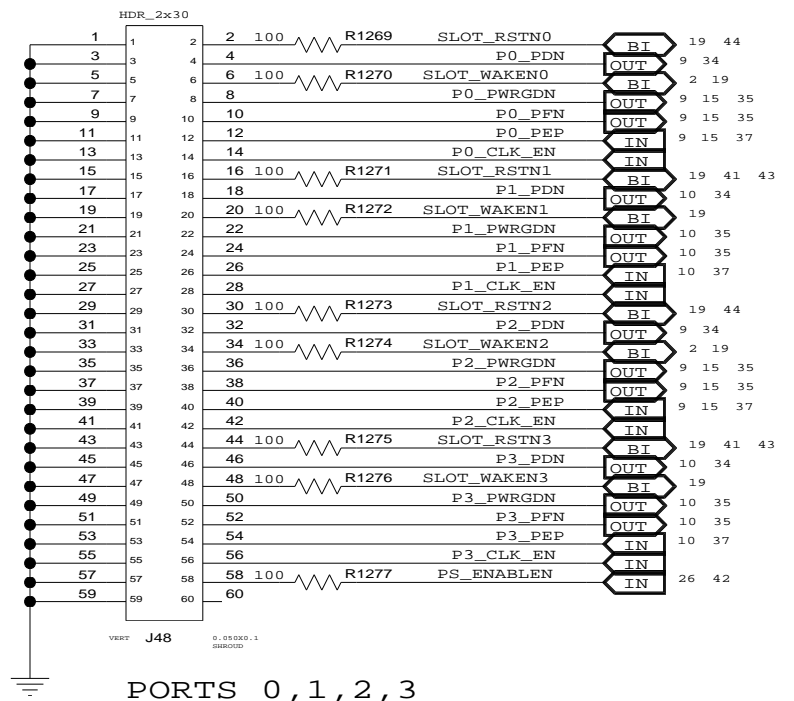 HDR_2x30
1 1 2 2 100 R1269 SLOT_RSTN0 BI 19 44
3 3 4 4 P0_PDN OUT 9 34
5 5 6 6 100 R1270 SLOT_WAKEN0 BI 2 19
7 7 8 8 P0_PWRGDN OUT 9 15 35
9 9 10 10 P0_PFN OUT 9 15 35
11 11 12 12 P0_PEP IN 9 15 37
13 13 14 14 P0_CLK_EN IN
15 15 16 16 100 R1271 SLOT_RSTN1 BI 19 41 43
17 17 18 18 P1_PDN OUT 10 34
19 19 20 20 100 R1272 SLOT_WAKEN1 BI 19
21 21 22 22 P1_PWRGDN OUT 10 35
23 23 24 24 P1_PFN OUT 10 35
25 25 26 26 P1_PEP IN 10 37
27 27 28 28 P1_CLK_EN IN
29 29 30 30 100 R1273 SLOT_RSTN2 BI 19 44
31 31 32 32 P2_PDN OUT 9 34
33 33 34 34 100 R1274 SLOT_WAKEN2 BI 2 19
35 35 36 36 P2_PWRGDN OUT 9 15 35
37 37 38 38 P2_PFN OUT 9 15 35
39 39 40 40 P2_PEP IN 9 15 37
41 41 42 42 P2_CLK_EN IN
43 43 44 44 100 R1275 SLOT_RSTN3 BI 19 41 43
45 45 46 46 P3_PDN OUT 10 34
47 47 48 48 100 R1276 SLOT_WAKEN3 BI 19
49 49 50 50 P3_PWRGDN OUT 10 35
51 51 52 52 P3_PFN OUT 10 35
53 53 54 54 P3_PEP IN 10 37
55 55 56 56 P3_CLK_EN IN
57 57 58 58 100 R1277 PS_ENABLEN IN 26 42
59 59 60 60
VERT J48 0.050X0.1
SHROUD
PORTS 0,1,2,3